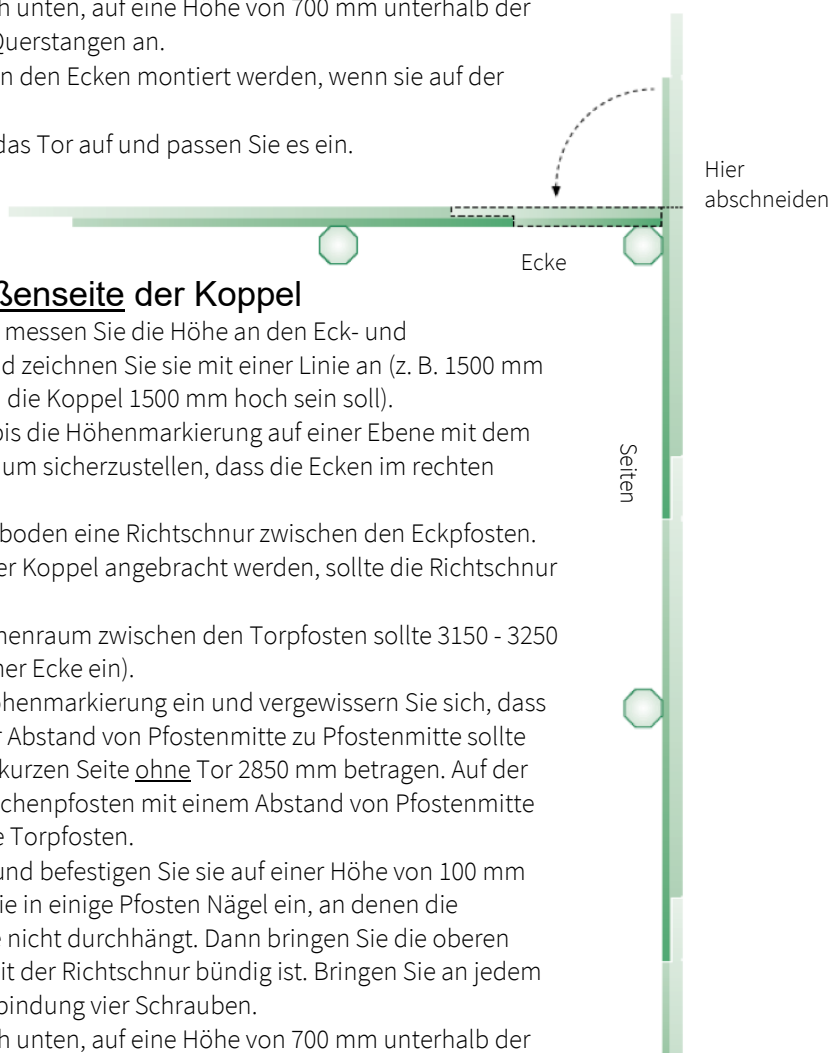 h unten, auf eine Höhe von 700 mm unterhalb der
Querstangen an.
n den Ecken montiert werden, wenn sie auf der
das Tor auf und passen Sie es ein.
Hier
abschneiden
Ecke
ßenseite der Koppel
messen Sie die Höhe an den Eck- und
d zeichnen Sie sie mit einer Linie an (z. B. 1500 mm
die Koppel 1500 mm hoch sein soll).
bis die Höhenmarkierung auf einer Ebene mit dem
um sicherzustellen, dass die Ecken im rechten
Seiten
boden eine Richtschnur zwischen den Eckpfosten.
er Koppel angebracht werden, sollte die Richtschnur
henraum zwischen den Torpfosten sollte 3150 - 3250
ner Ecke ein).
öhenmarkierung ein und vergewissern Sie sich, dass
r Abstand von Pfostenmitte zu Pfostenmitte sollte
kurzen Seite ohne Tor 2850 mm betragen. Auf der
schenpfosten mit einem Abstand von Pfostenmitte
e Torpfosten.
und befestigen Sie sie auf einer Höhe von 100 mm
ie in einige Pfosten Nägel ein, an denen die
e nicht durchhängt. Dann bringen Sie die oberen
it der Richtschnur bündig ist. Bringen Sie an jedem
bindung vier Schrauben.
h unten, auf eine Höhe von 700 mm unterhalb der